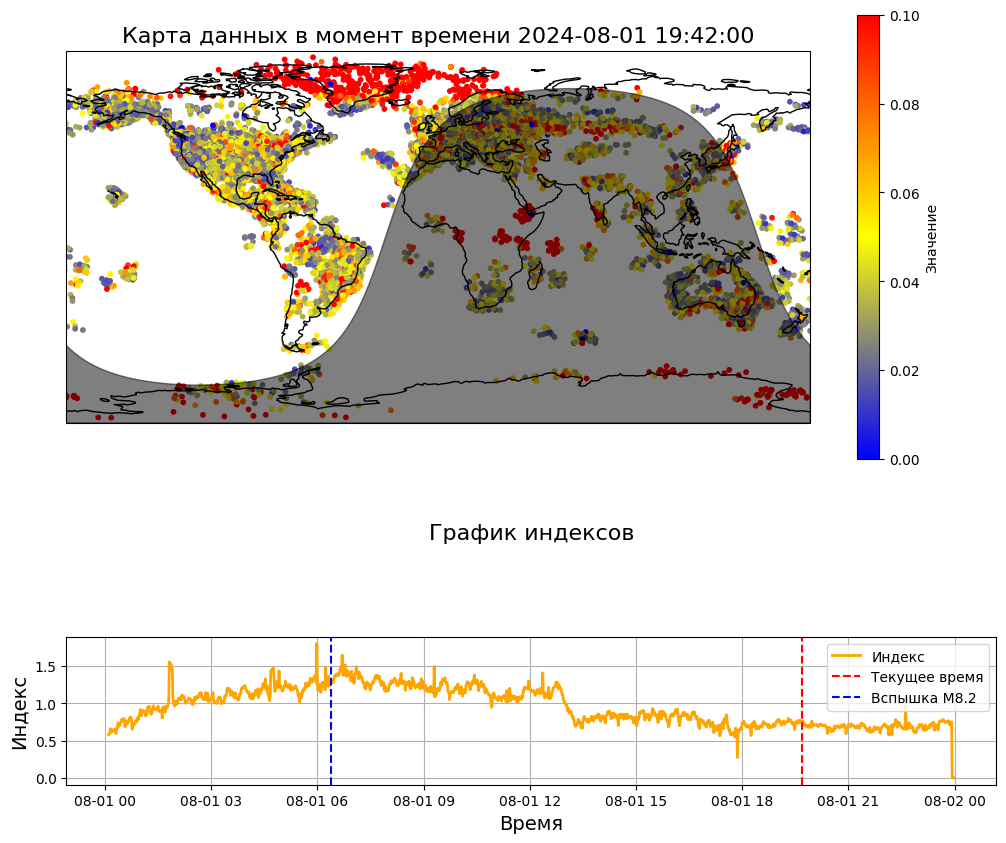 Карта данных в момент времени 2024-08-01 19:42:00
0.10
0.08
0.06
0.04
0.02
0.00
Значение
График индексов
Индекс
1.5
1.0
0.5
0.0
Индекс
Текущее время
Вспышка M8.2
08-01 00 08-01 03 08-01 06 08-01 09 08-01 12 08-01 15 08-01 18 08-01 21 08-02 00
Время